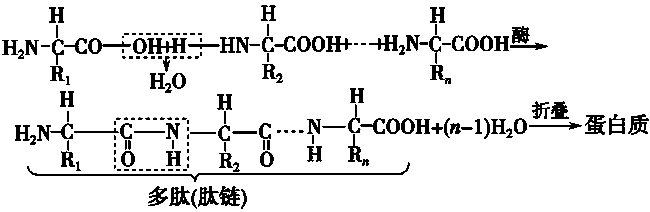 H H H
H₂N—C—CO—OH+H—HN—C—COOH+┄+H₂N—C—COOH 酶
R₁ H₂O R₂ Rₙ
H H H
H₂N—C—C—N—C—C┄N—C—COOH+(n−1)H₂O 折叠 蛋白质
R₁ O H R₂ O H Rₙ
多肽(肽链)